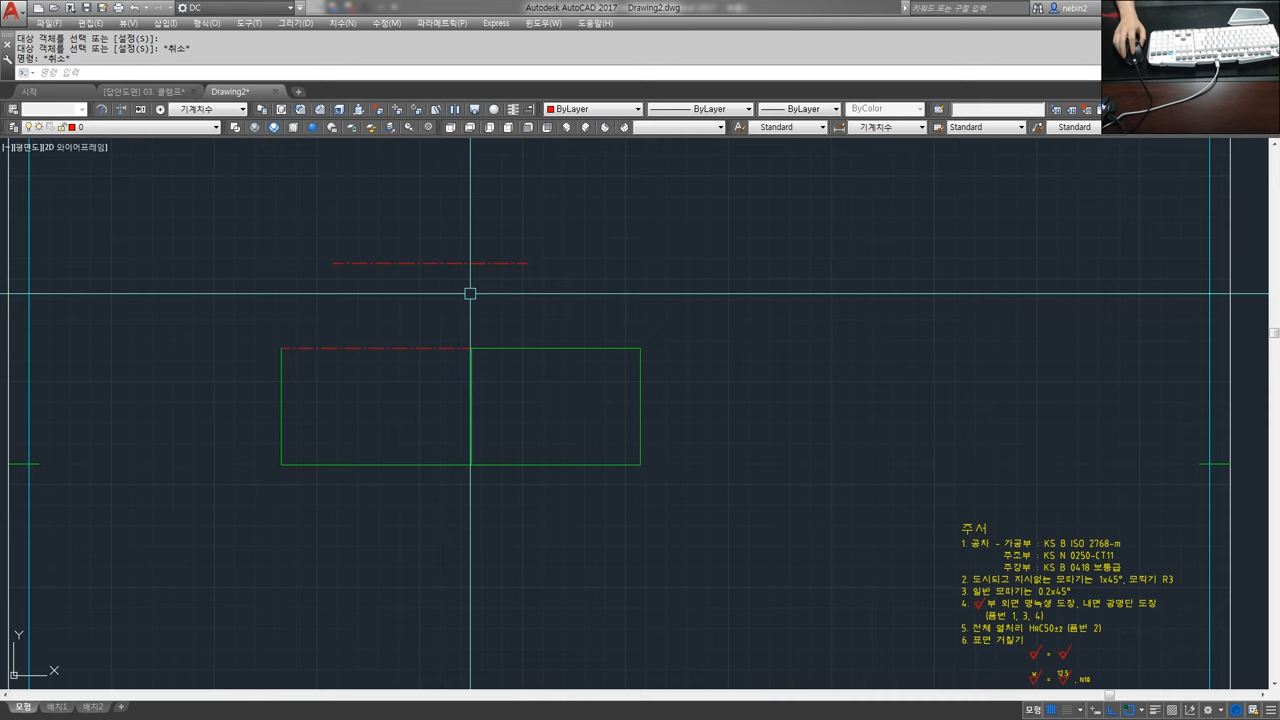 Autodesk AutoCAD 2017 Drawing2.dwg
키워드 또는 구문 입력
nebin2
DC
파일(F) 편집(E) 뷰(V) 삽입(I) 형식(O) 도구(T) 그리기(D) 치수(N) 수정(M) 파라메트릭(P) Express 윈도우(W) 도움말(H)
대상 객체를 선택 또는 [설정(S)]:
대상 객체를 선택 또는 [설정(S)]: *취소*
명령: *취소*
명령 입력
시작 [답안도면] 03. 클램프* Drawing2*
기계치수 ByLayer ByLayer ByLayer ByColor
0 Standard 기계치수 Standard Standard
[-][평면도][2D 와이어프레임]
주서
1. 공차 - 가공부 : KS B ISO 2768-m
주조부 : KS N 0250-CT11
주강부 : KS B 0418 보통급
2. 도시되고 지시없는 모따기는 1x45°, 모깍기 R3
3. 일반 모따기는 0.2x45°
4. 부 외면 명녹생 도장, 내면 광명단 도장
(품번 1, 3, 4)
5. 전체 열처리 HRC50±2 (품번 2)
6. 표면 거칠기
=
w = 12.5 , N10
Y
X
모형 배치1 배치2 +
모형